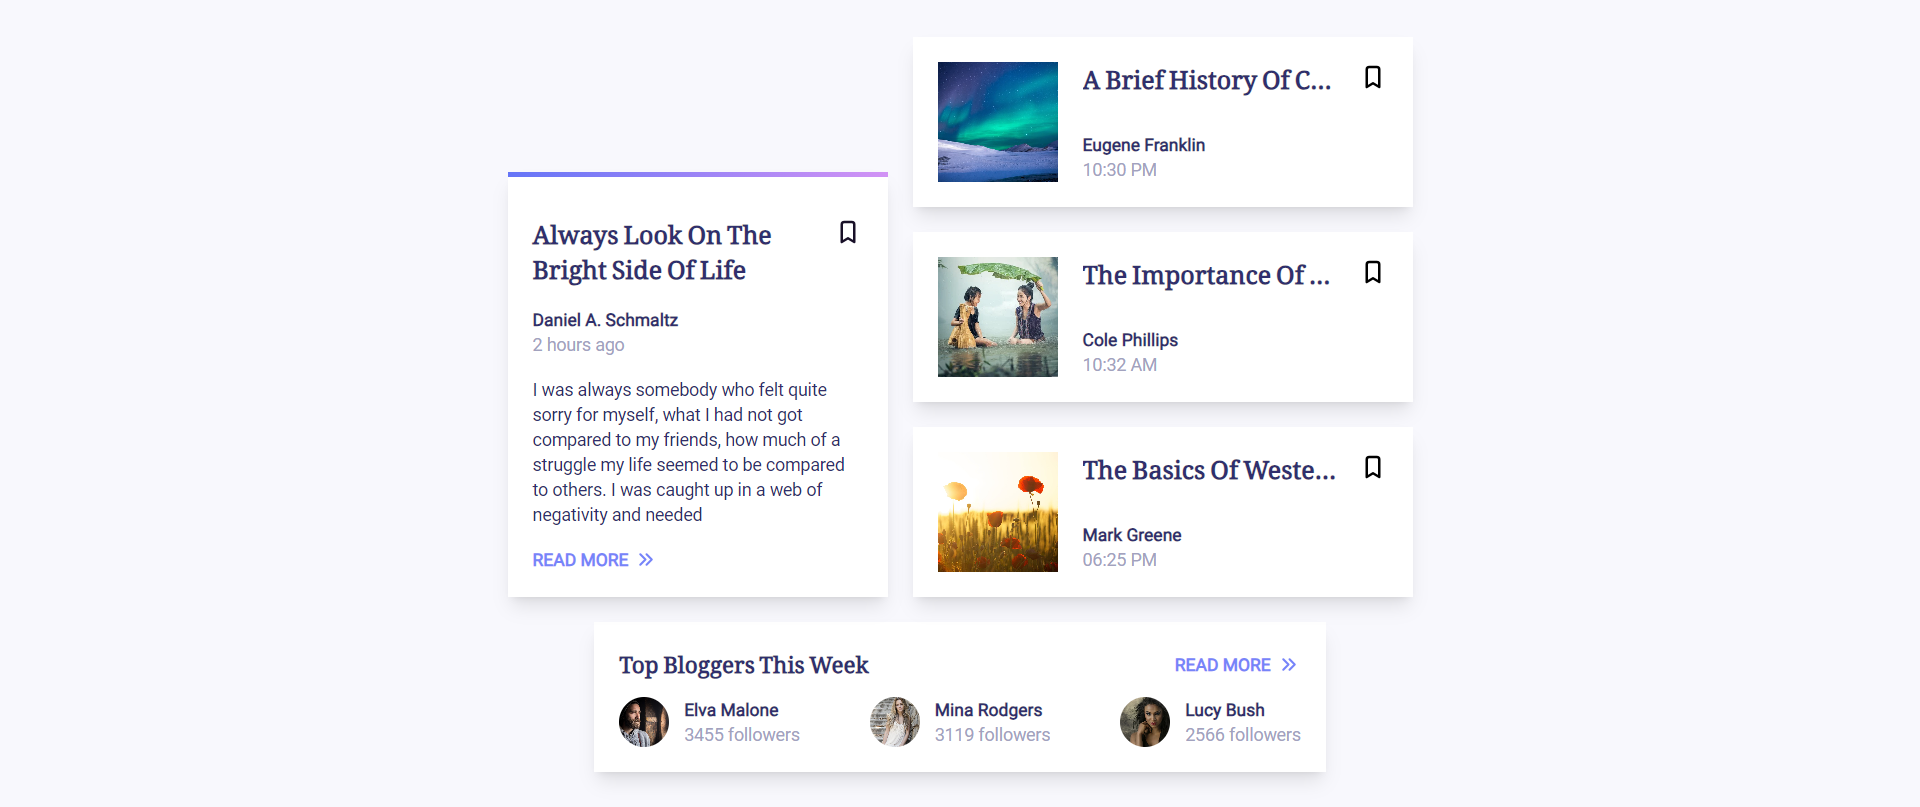 Always Look On The
Bright Side Of Life
Daniel A. Schmaltz
2 hours ago
I was always somebody who felt quite
sorry for myself, what I had not got
compared to my friends, how much of a
struggle my life seemed to be compared
to others. I was caught up in a web of
negativity and needed
READ MORE
A Brief History Of C...
Eugene Franklin
10:30 PM
The Importance Of ...
Cole Phillips
10:32 AM
The Basics Of Weste...
Mark Greene
06:25 PM
Top Bloggers This Week
READ MORE
Elva Malone
3455 followers
Mina Rodgers
3119 followers
Lucy Bush
2566 followers